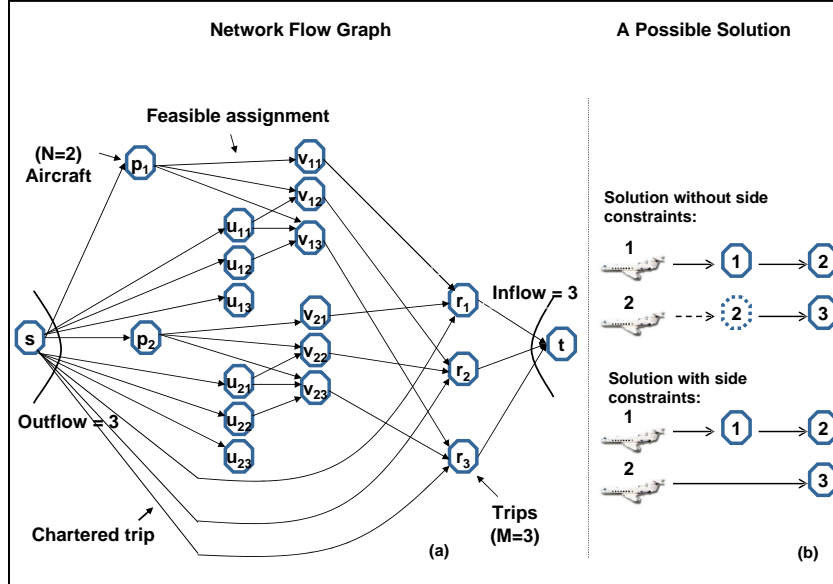 Network Flow Graph
A Possible Solution
Feasible assignment
(N=2)
Aircraft
p1
v11
v12
v13
u11
u12
u13
s
p2
v21
v22
v23
u21
u22
u23
Outflow = 3
Chartered trip
r1
r2
r3
Inflow = 3
t
Trips
(M=3)
(a)
Solution without side
constraints:
1
1
2
2
2
3
Solution with side
constraints:
1
1
2
2
3
(b)